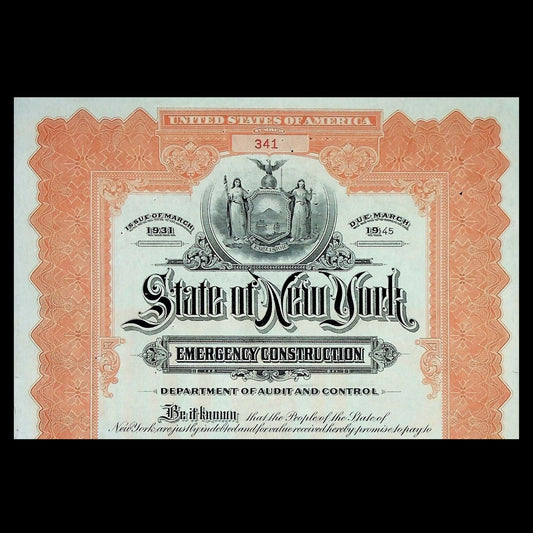 UNITED STATES OF AMERICA
341
ISSUE OF MARCH
1931
DUE MARCH
1945
State of New York
EMERGENCY CONSTRUCTION
DEPARTMENT OF AUDIT AND CONTROL
Be it known, that the People of the State of
New York, are justly indebted and for value received hereby promise to pay to